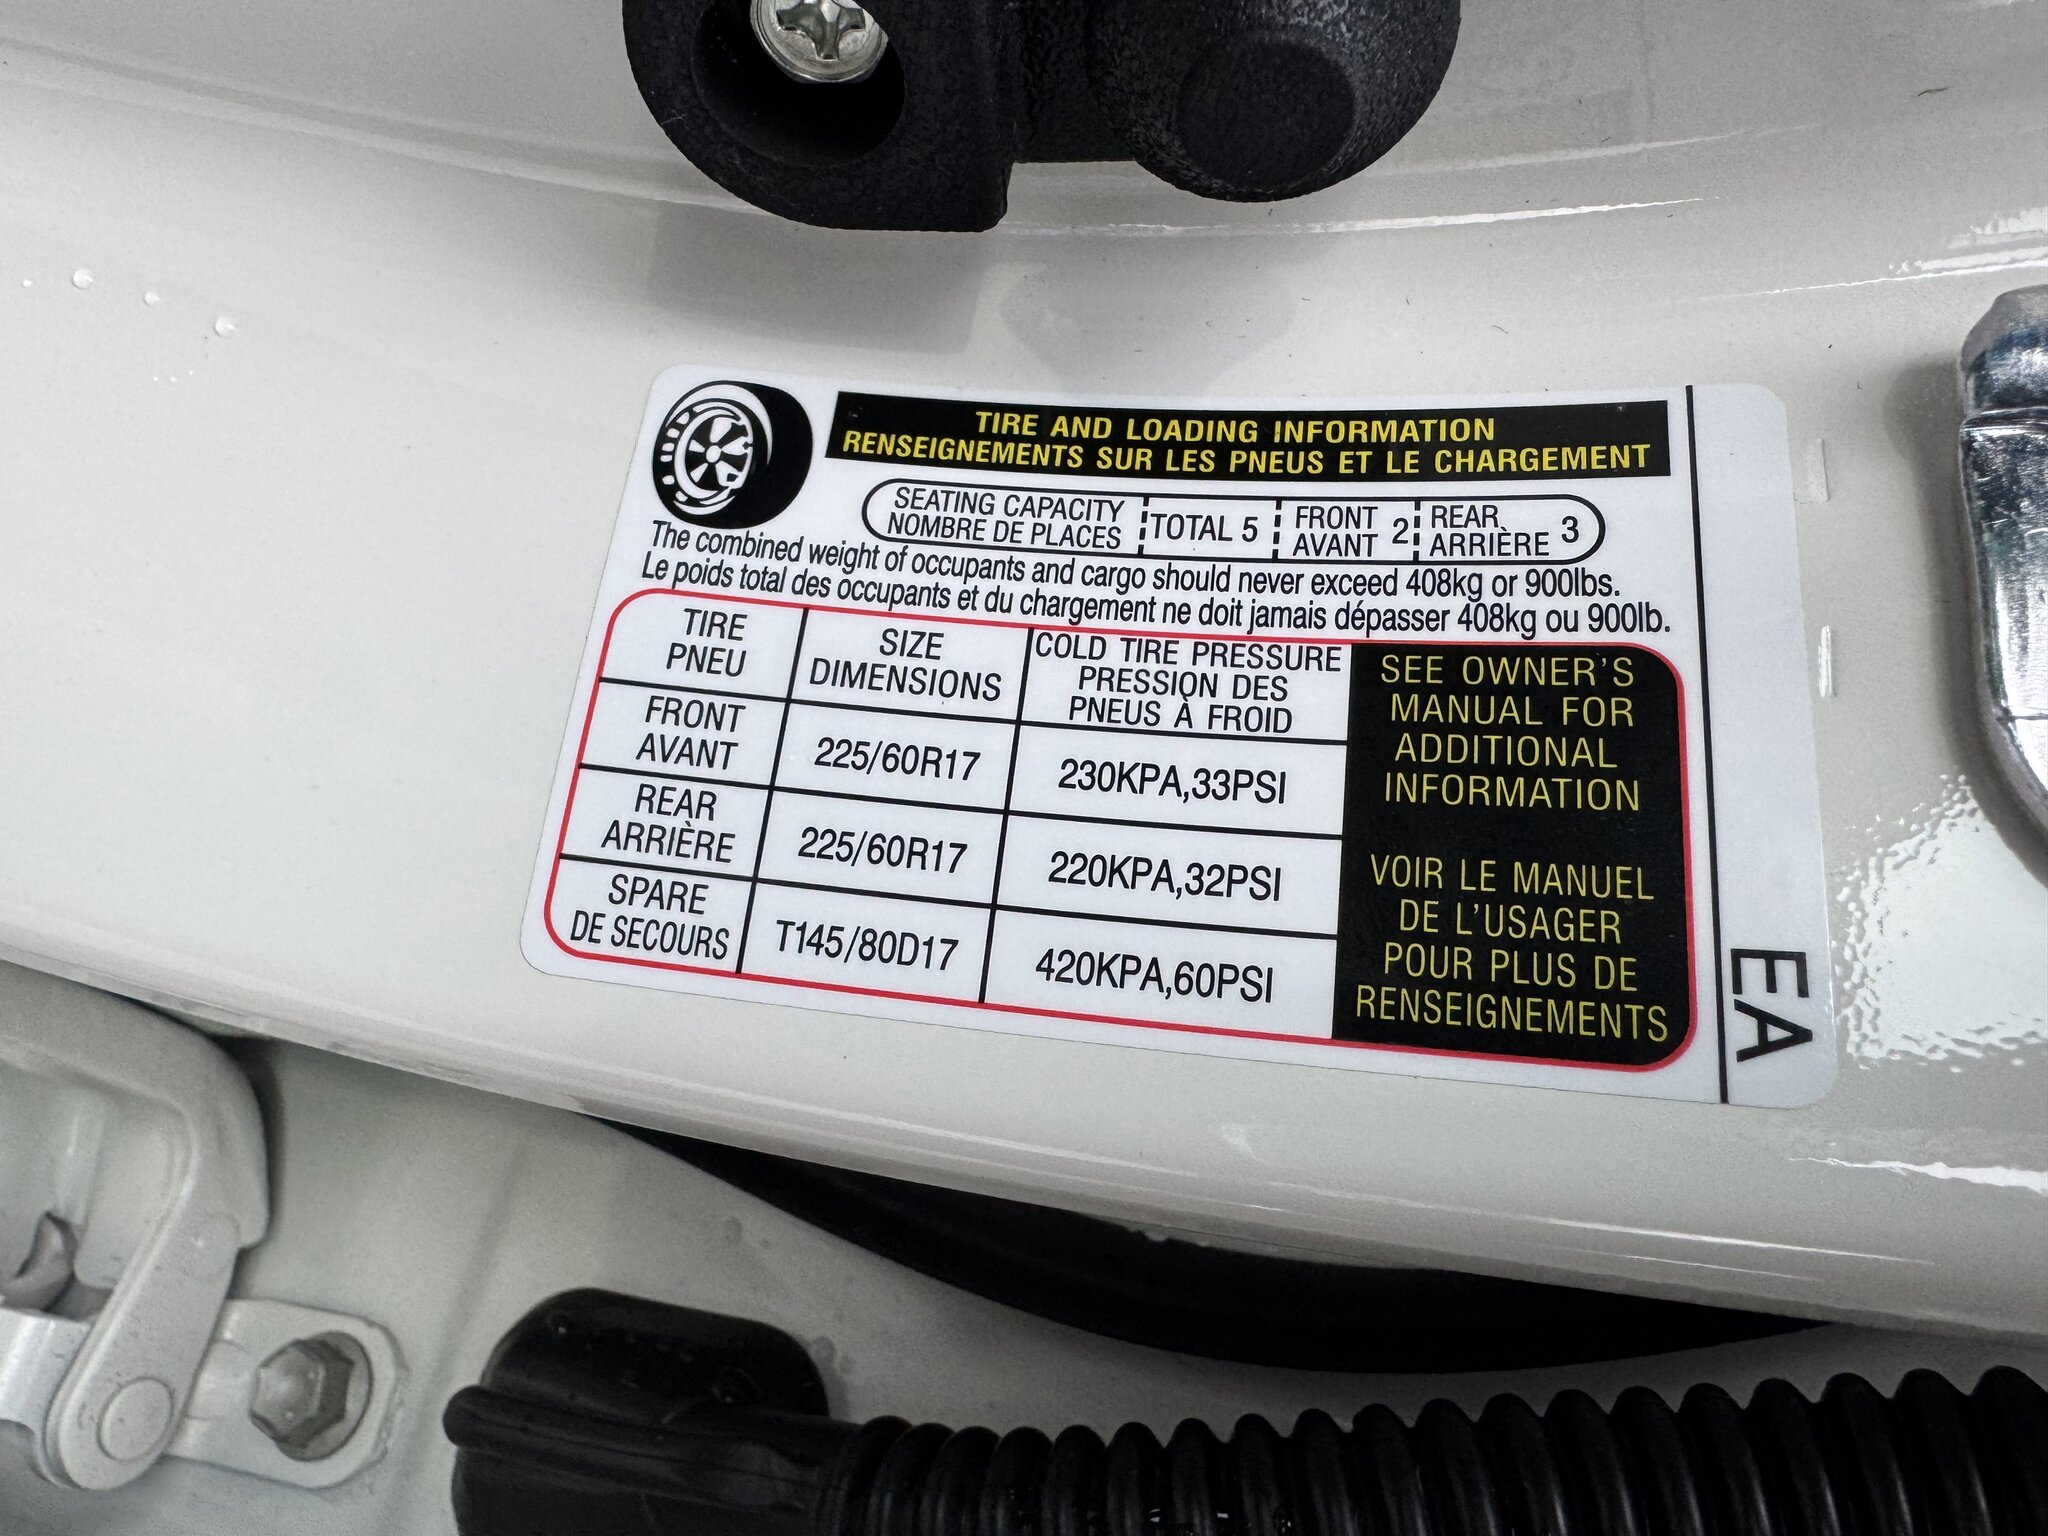 TIRE AND LOADING INFORMATION
RENSEIGNEMENTS SUR LES PNEUS ET LE CHARGEMENT
SEATING CAPACITY
NOMBRE DE PLACES
TOTAL 5
FRONT
AVANT 2
REAR
ARRIÈRE 3
The combined weight of occupants and cargo should never exceed 408kg or 900lbs.
Le poids total des occupants et du chargement ne doit jamais dépasser 408kg ou 900lb.
TIRE
PNEU
SIZE
DIMENSIONS
COLD TIRE PRESSURE
PRESSION DES
PNEUS À FROID
FRONT
AVANT
225/60R17
230KPA,33PSI
REAR
ARRIÈRE
225/60R17
220KPA,32PSI
SPARE
DE SECOURS
T145/80D17
420KPA,60PSI
SEE OWNER'S
MANUAL FOR
ADDITIONAL
INFORMATION
VOIR LE MANUEL
DE L'USAGER
POUR PLUS DE
RENSEIGNEMENTS
EA